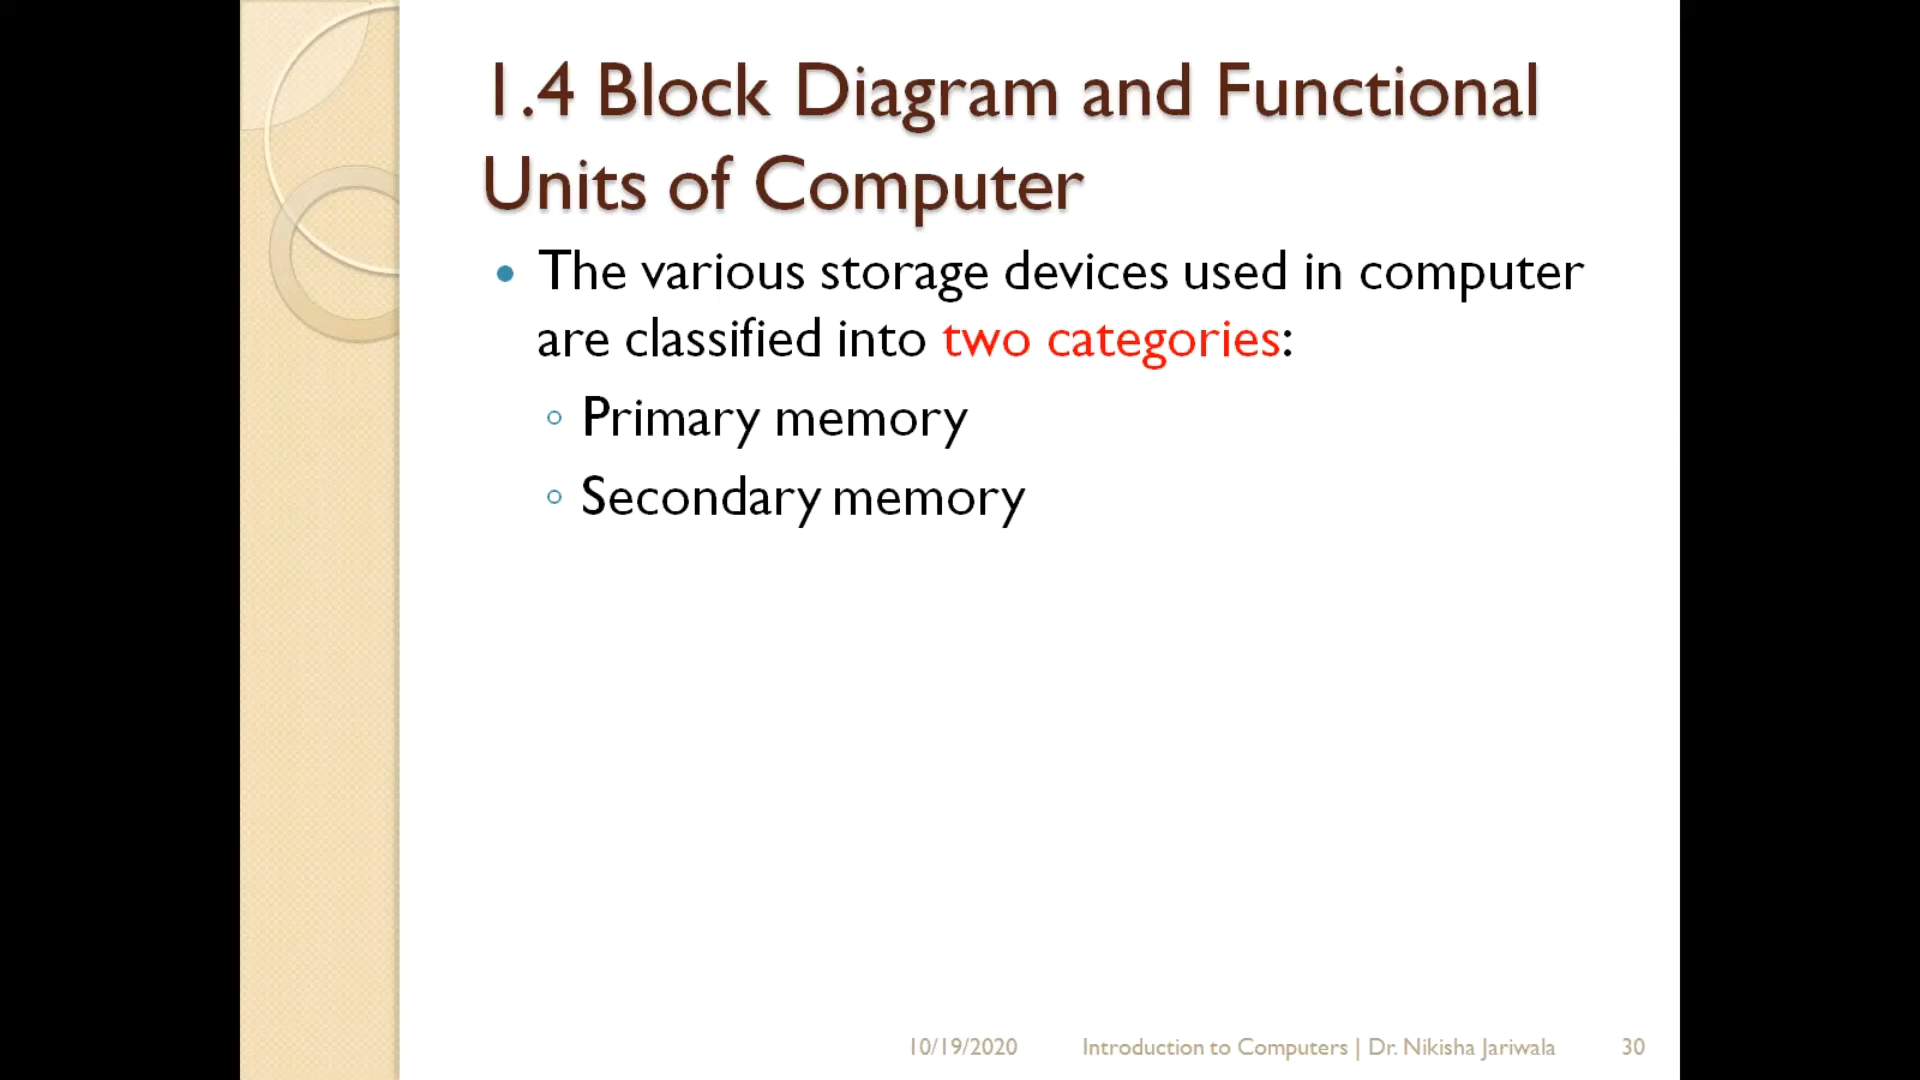 1.4 Block Diagram and Functional
Units of Computer
• The various storage devices used in computer
are classified into two categories:
◦ Primary memory
◦ Secondary memory
10/19/2020 Introduction to Computers | Dr. Nikisha Jariwala 30